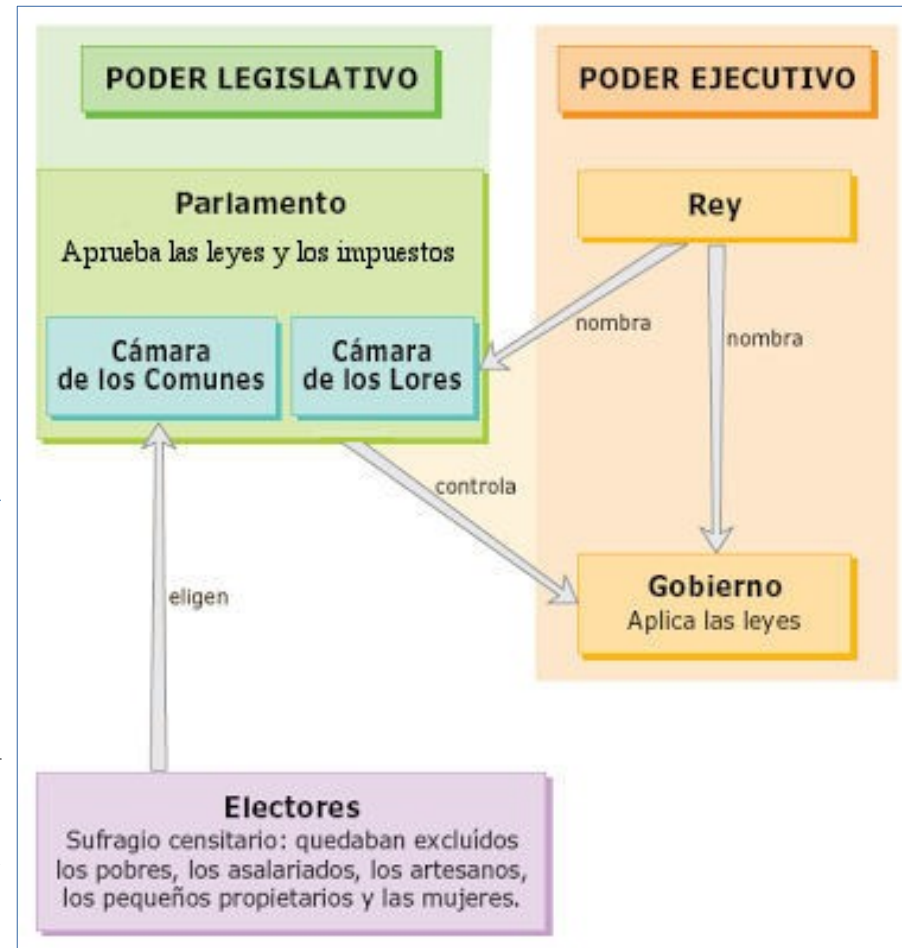 PODER LEGISLATIVO
PODER EJECUTIVO
Parlamento
Aprueba las leyes y los impuestos
Cámara
de los Comunes
Cámara
de los Lores
Rey
nombra
nombra
controla
Gobierno
Aplica las leyes
eligen
Electores
Sufragio censitario: quedaban excluídos
los pobres, los asalariados, los artesanos,
los pequeños propietarios y las mujeres.